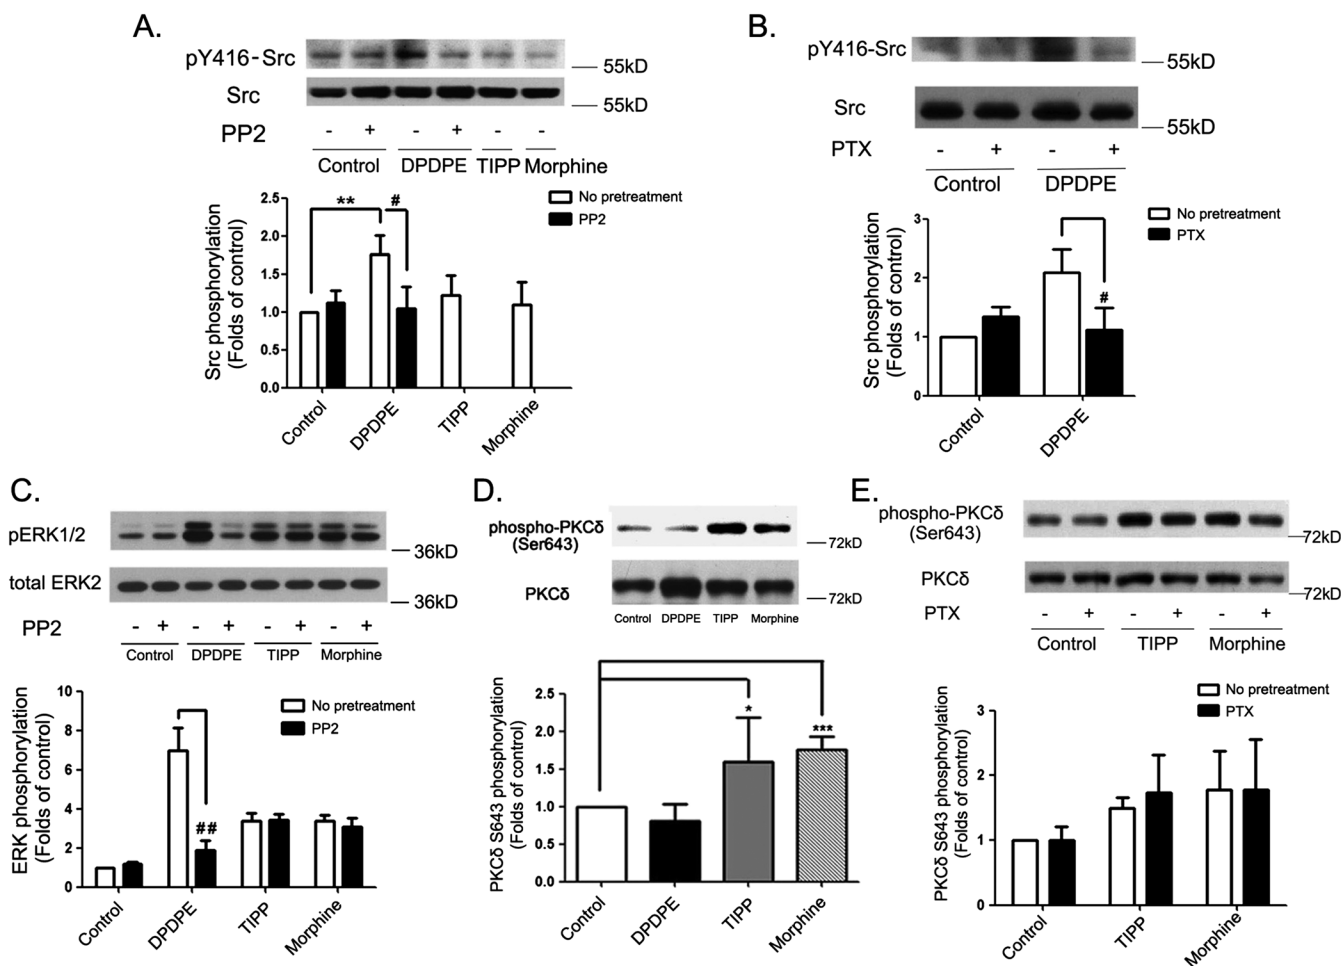 A.
pY416-Src
55kD
Src
55kD
PP2 - + - + - -
Control DPDPE TIPP Morphine
No pretreatment
PP2
Src phosphorylation
(Folds of control)
2.5
2.0
1.5
1.0
0.5
0.0
** #
Control DPDPE TIPP Morphine
B.
pY416-Src
55kD
Src
55kD
PTX - + - +
Control DPDPE
No pretreatment
PTX
Src phosphorylation
(Folds of control)
3
2
1
0
#
Control DPDPE
C.
pERK1/2
36kD
total ERK2
36kD
PP2 - + - + - + - +
Control DPDPE TIPP Morphine
No pretreatment
PP2
ERK phosphorylation
(Folds of control)
10
8
6
4
2
0
##
Control DPDPE TIPP Morphine
D.
phospho-PKCδ
(Ser643)
72kD
PKCδ
72kD
Control DPDPE TIPP Morphine
PKCδ S643 phosphorylation
(Folds of control)
2.5
2.0
1.5
1.0
0.5
0.0
* ***
Control DPDPE TIPP Morphine
E.
phospho-PKCδ
(Ser643)
72kD
PKCδ
72kD
PTX - + - + - +
Control TIPP Morphine
No pretreatment
PTX
PKCδ S643 phosphorylation
(Folds of control)
3
2
1
0
Control TIPP Morphine